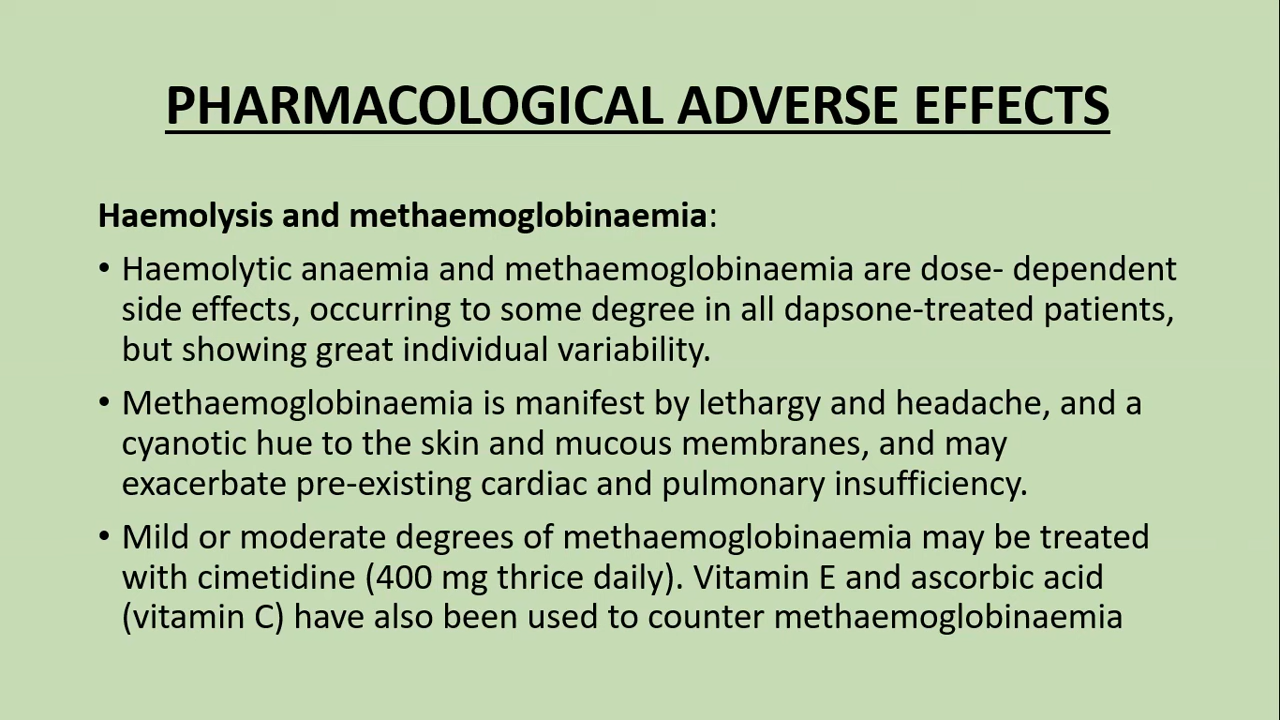 PHARMACOLOGICAL ADVERSE EFFECTS
Haemolysis and methaemoglobinaemia:
• Haemolytic anaemia and methaemoglobinaemia are dose- dependent
side effects, occurring to some degree in all dapsone-treated patients,
but showing great individual variability.
• Methaemoglobinaemia is manifest by lethargy and headache, and a
cyanotic hue to the skin and mucous membranes, and may
exacerbate pre-existing cardiac and pulmonary insufficiency.
• Mild or moderate degrees of methaemoglobinaemia may be treated
with cimetidine (400 mg thrice daily). Vitamin E and ascorbic acid
(vitamin C) have also been used to counter methaemoglobinaemia